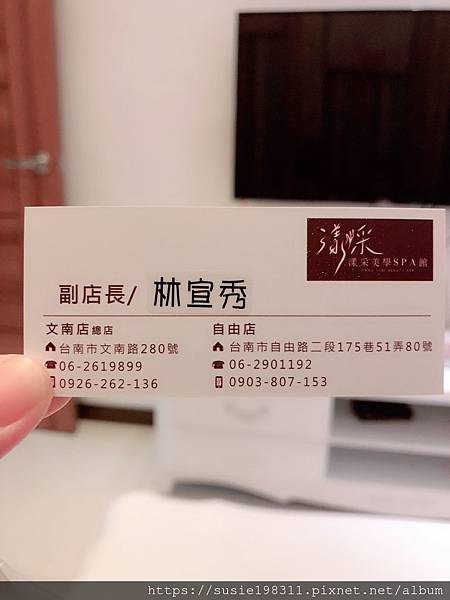 漾采
漾采美學SPA館
副店長/ 林宣秀
文南店總店
台南市文南路280號
06-2619899
0926-262-136
自由店
台南市自由路二段175巷51弄80號
06-2901192
0903-807-153
https://susie198311.pixnet.net/album